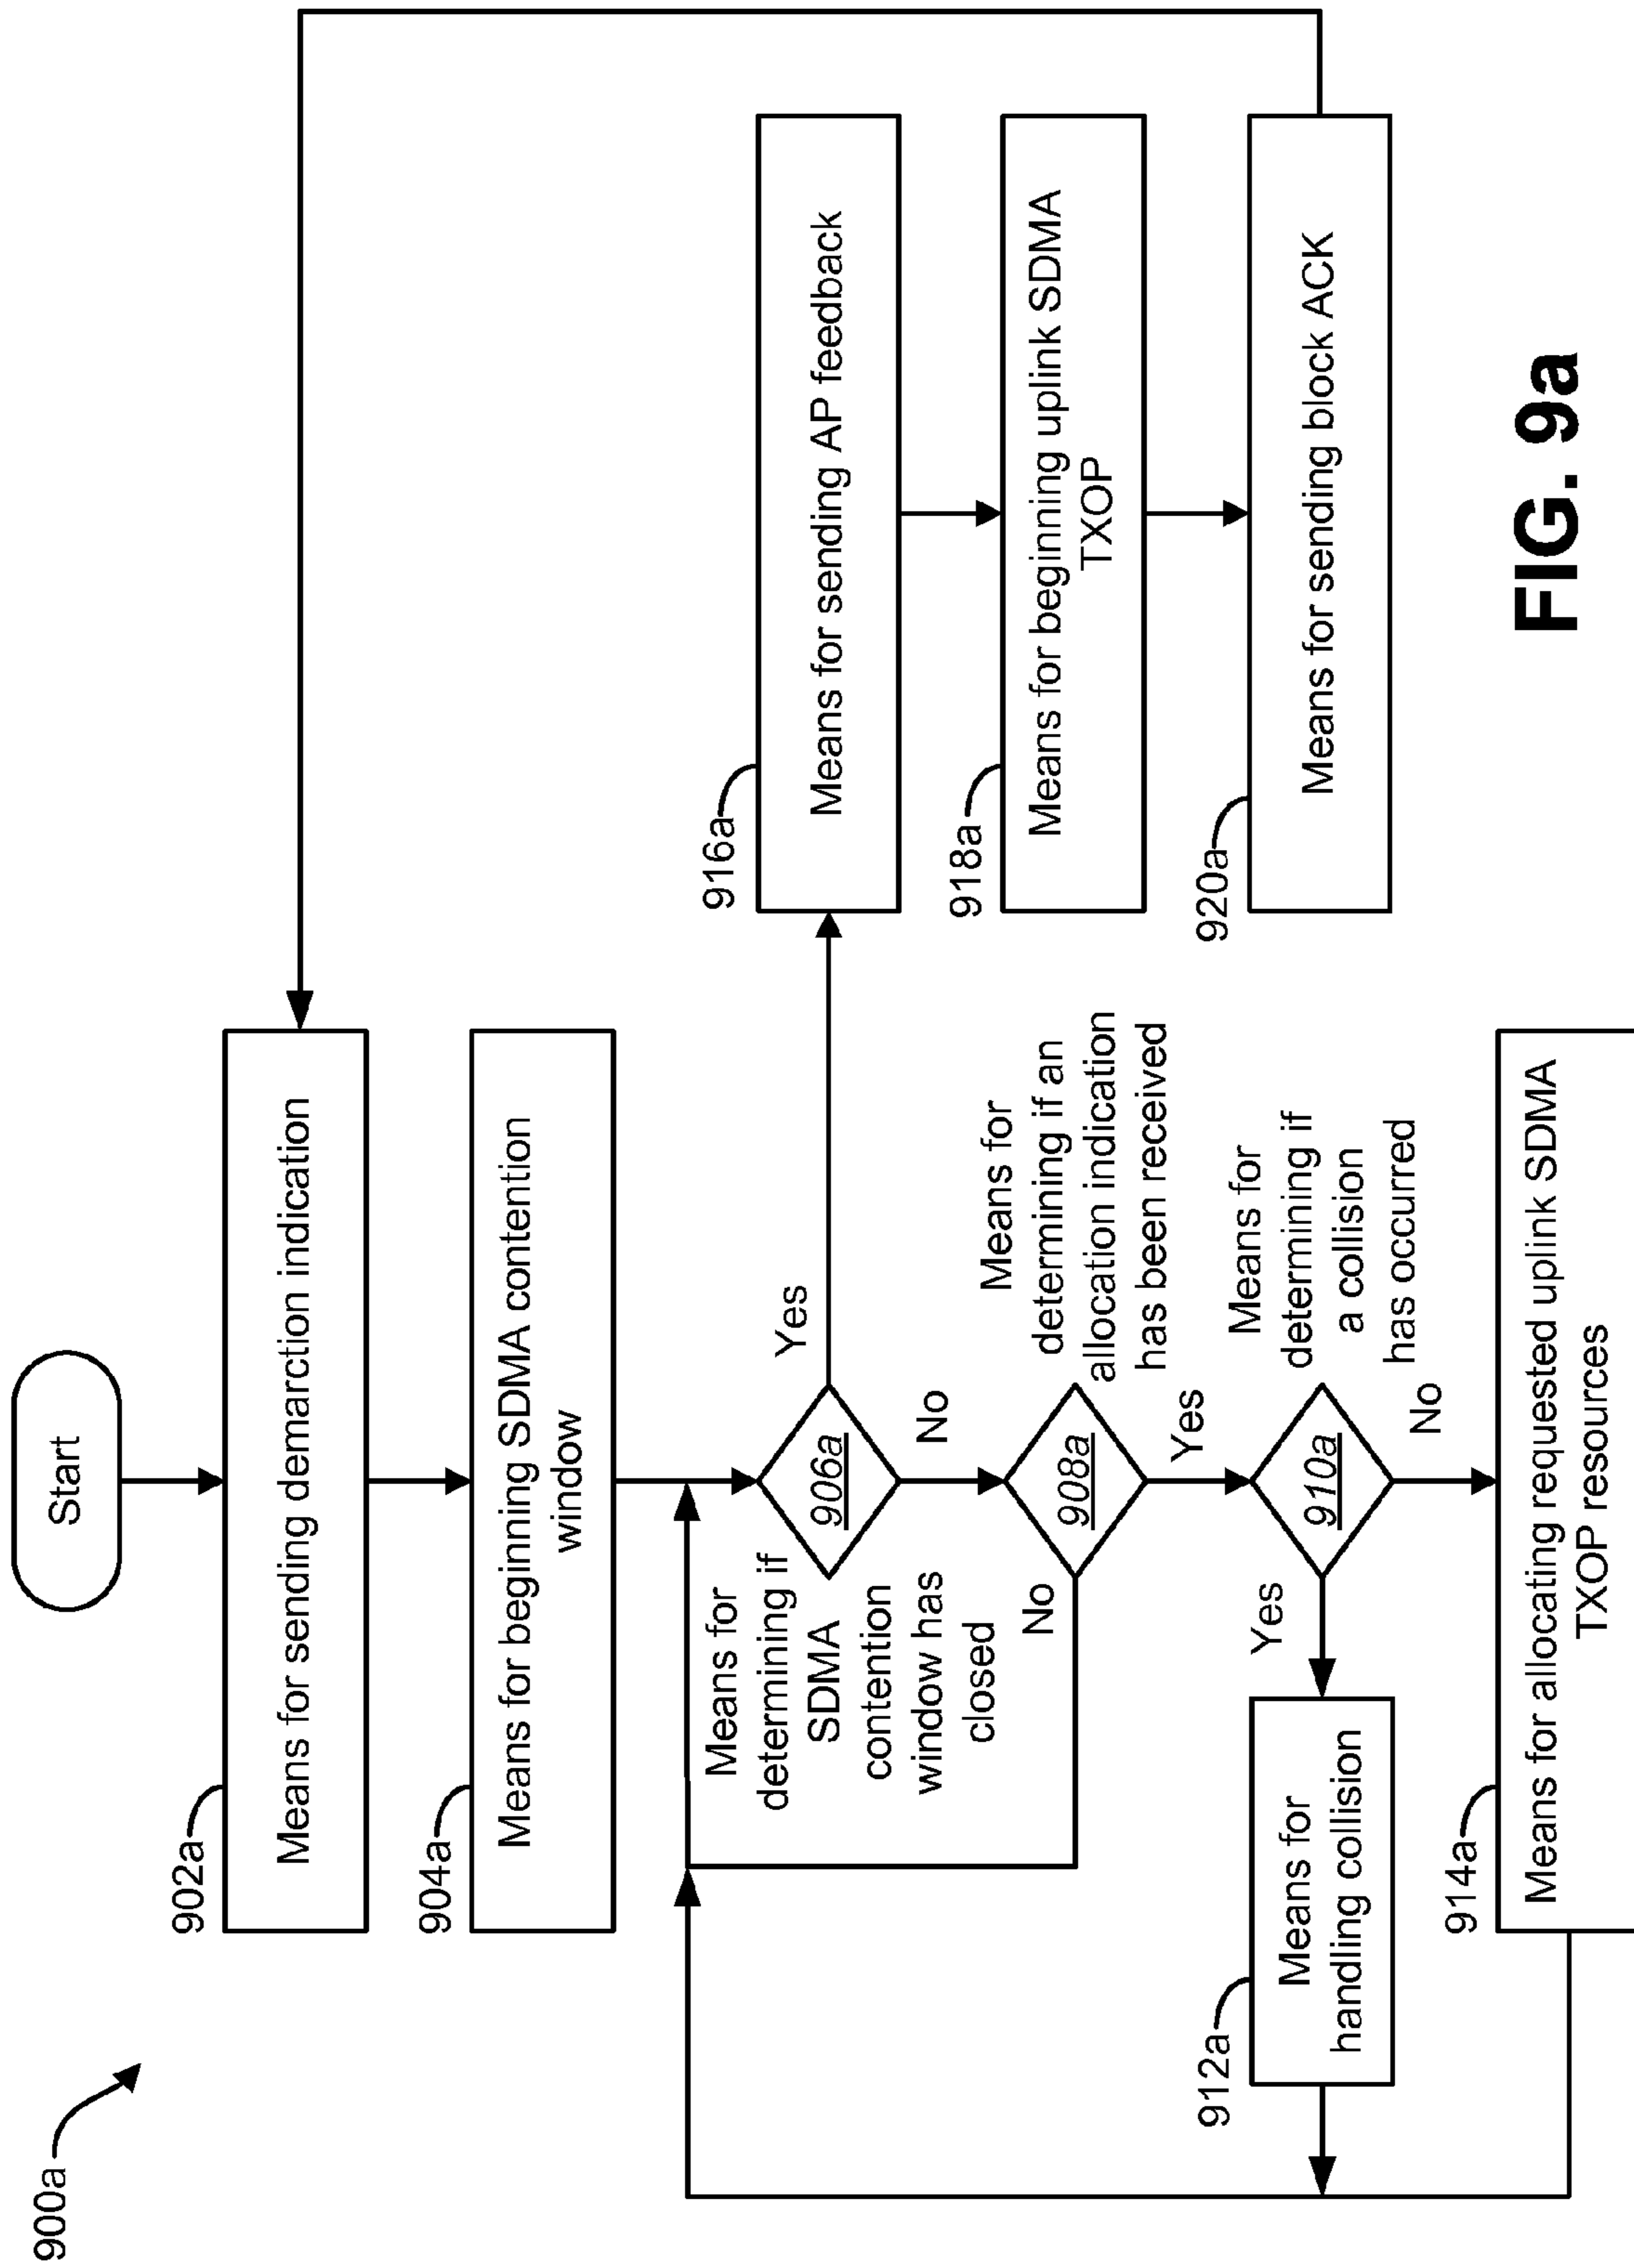 900a
Start
902a
Means for sending demarction indication
904a
Means for beginning SDMA contention
window
Means for
determining if
SDMA
contention
window has
closed
906a
Yes
No
916a
Means for sending AP feedback
918a
Means for beginning uplink SDMA
TXOP
920a
Means for sending block ACK
908a
Means for
determining if an
allocation indication
has been received
No
Yes
910a
Means for
determining if
a collision
has occurred
Yes
No
912a
Means for
handling collision
914a
Means for allocating requested uplink SDMA
TXOP resources
FIG. 9a